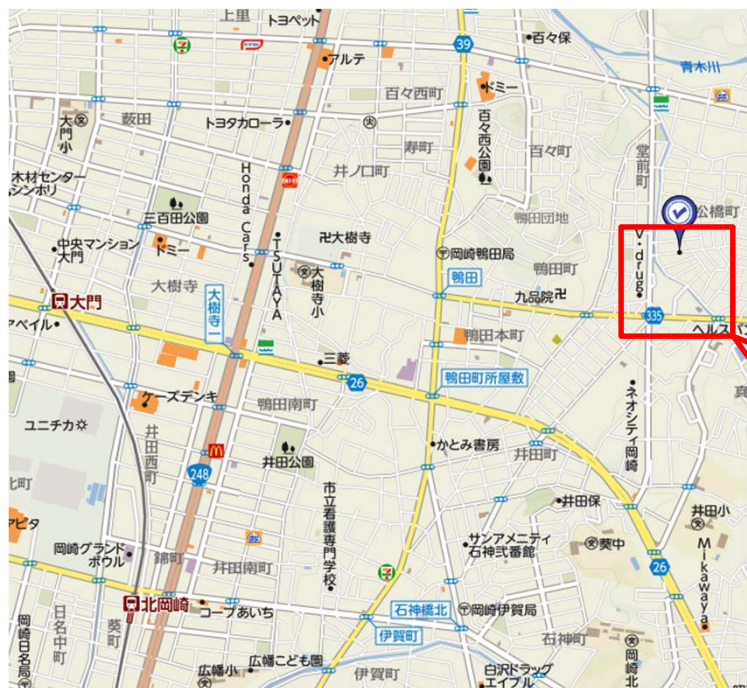 上里
トヨペット
アルテ
39
百々保
青木川
ドミー
百々西町
大門小
薮田
トヨタカローラ
寿町
百々西公園
百々町
堂前町
木材センター
シンボリ
井ノ口町
Honda Cars
三百田公園
鴨田団地
松橋町
中央マンション
大門
ドミー
TSUTAYA
卍大樹寺
大樹寺小
岡崎鴨田局
鴨田町
V・drug
大樹寺
鴨田
九品院卍
大門
大樹寺一
鴨田本町
335
ヘルスバン
アベイル
三菱
26
鴨田町所屋敷
ケーズデンキ
鴨田南町
ネオシティ岡崎
ユニチカ
井田西町
かとみ書房
井田公園
井田町
248
北町
市立看護専門学校
井田保
井田小
アピタ
サンアメニティ
石神弐番館
葵中
Mikawaya
岡崎グランド
ボウル
錦町
井田南町
26
北岡崎
コープあいち
石神橋北
岡崎伊賀局
伊賀町
石神町
日名中町
葵町
岡崎日名局
広幡小
広幡こども園
伊賀町
白沢ドラッグ
エイブル
岡崎北